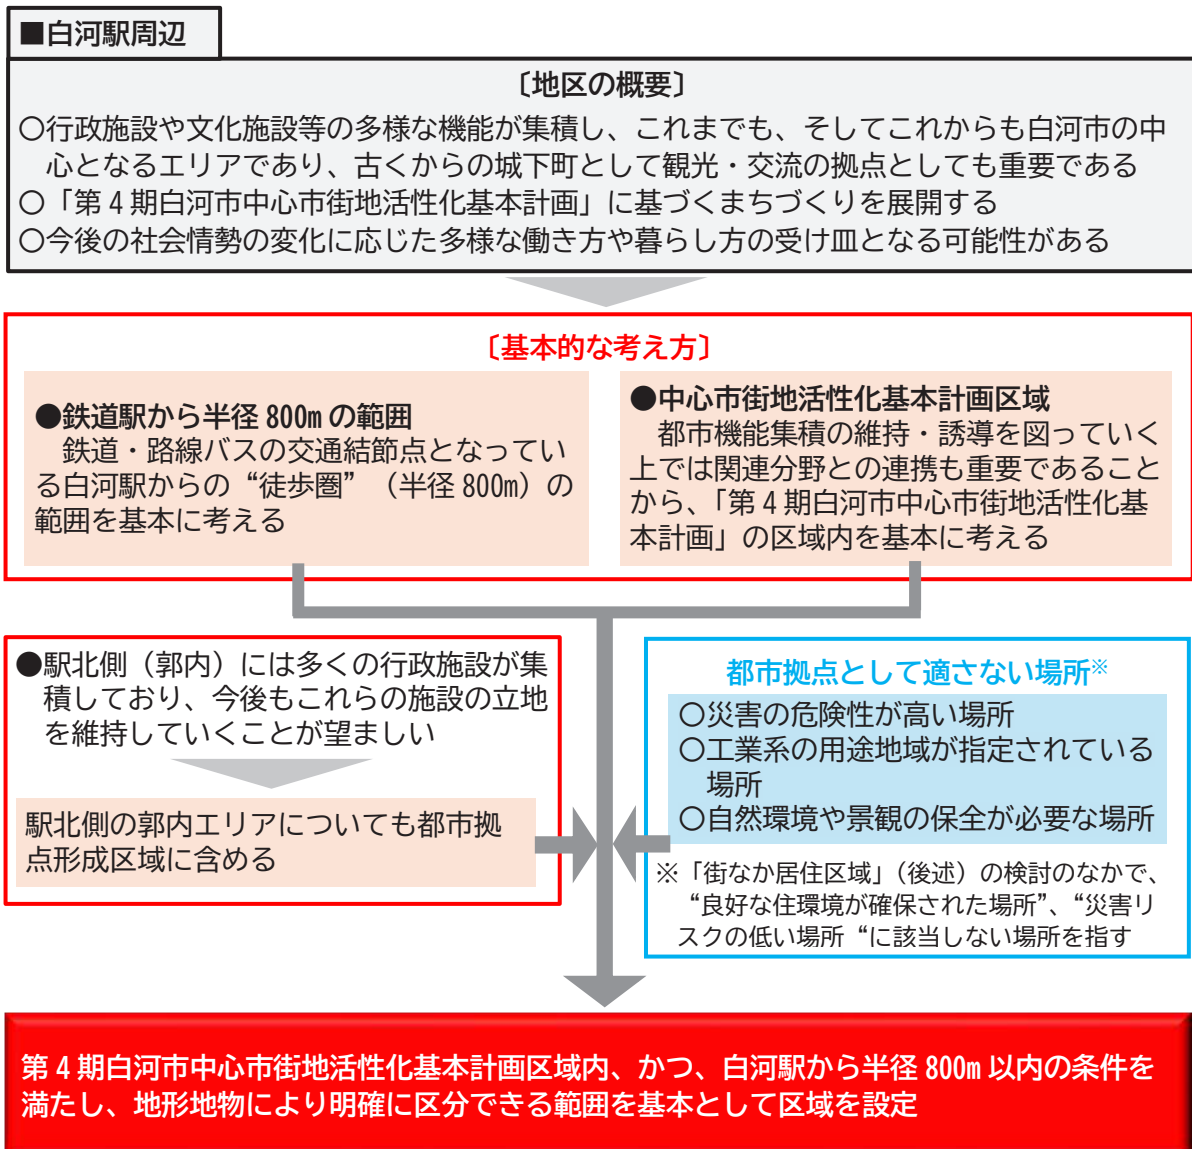 ■白河駅周辺
〔地区の概要〕
○行政施設や文化施設等の多様な機能が集積し、これまでも、そしてこれからも白河市の中
心となるエリアであり、古くからの城下町として観光・交流の拠点としても重要である
○「第4期白河市中心市街地活性化基本計画」に基づくまちづくりを展開する
○今後の社会情勢の変化に応じた多様な働き方や暮らし方の受け皿となる可能性がある
〔基本的な考え方〕
●鉄道駅から半径800mの範囲
鉄道・路線バスの交通結節点となってい
る白河駅からの“徒歩圏”（半径800m）の
範囲を基本に考える
●中心市街地活性化基本計画区域
都市機能集積の維持・誘導を図っていく
上では関連分野との連携も重要であること
から、「第4期白河市中心市街地活性化基
本計画」の区域内を基本に考える
●駅北側（郭内）には多くの行政施設が集
積しており、今後もこれらの施設の立地
を維持していくことが望ましい
駅北側の郭内エリアについても都市拠
点形成区域に含める
都市拠点として適さない場所※
○災害の危険性が高い場所
○工業系の用途地域が指定されている
場所
○自然環境や景観の保全が必要な場所
※「街なか居住区域」（後述）の検討のなかで、
“良好な住環境が確保された場所”、“災害リ
スクの低い場所“に該当しない場所を指す
第4期白河市中心市街地活性化基本計画区域内、かつ、白河駅から半径800m以内の条件を
満たし、地形地物により明確に区分できる範囲を基本として区域を設定